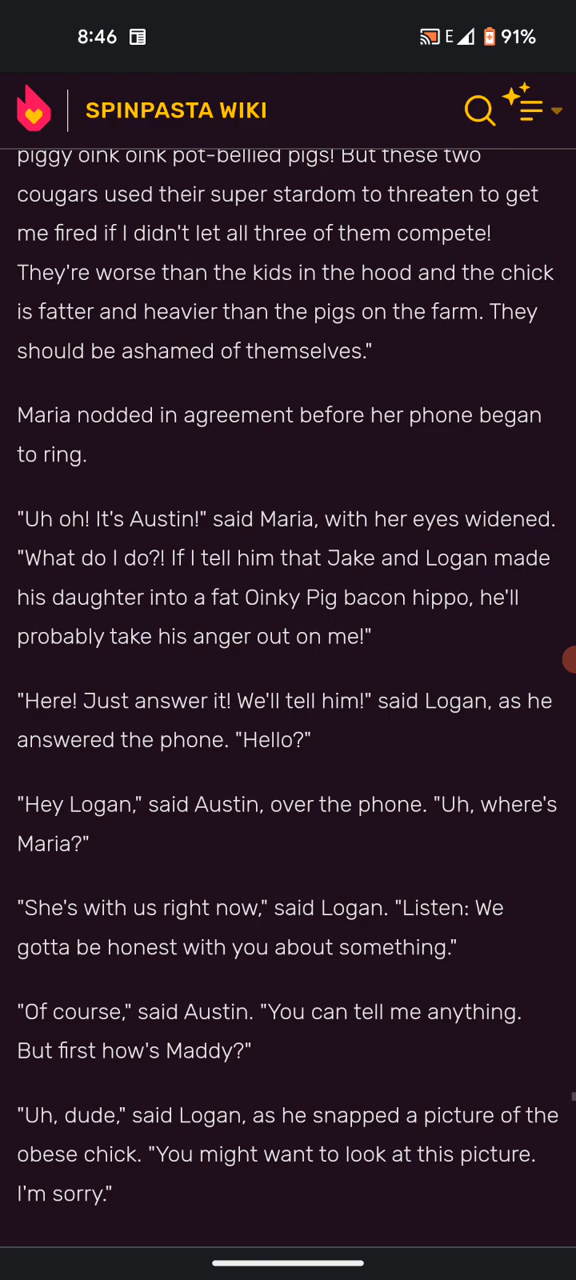 8:46
E
91%
SPINPASTA WIKI
piggy oink oink pot-bellied pigs! But these two
cougars used their super stardom to threaten to get
me fired if I didn't let all three of them compete!
They're worse than the kids in the hood and the chick
is fatter and heavier than the pigs on the farm. They
should be ashamed of themselves."
Maria nodded in agreement before her phone began
to ring.
"Uh oh! It's Austin!" said Maria, with her eyes widened.
"What do I do?! If I tell him that Jake and Logan made
his daughter into a fat Oinky Pig bacon hippo, he'll
probably take his anger out on me!"
"Here! Just answer it! We'll tell him!" said Logan, as he
answered the phone. "Hello?"
"Hey Logan," said Austin, over the phone. "Uh, where's
Maria?"
"She's with us right now," said Logan. "Listen: We
gotta be honest with you about something."
"Of course," said Austin. "You can tell me anything.
But first how's Maddy?"
"Uh, dude," said Logan, as he snapped a picture of the
obese chick. "You might want to look at this picture.
I'm sorry."